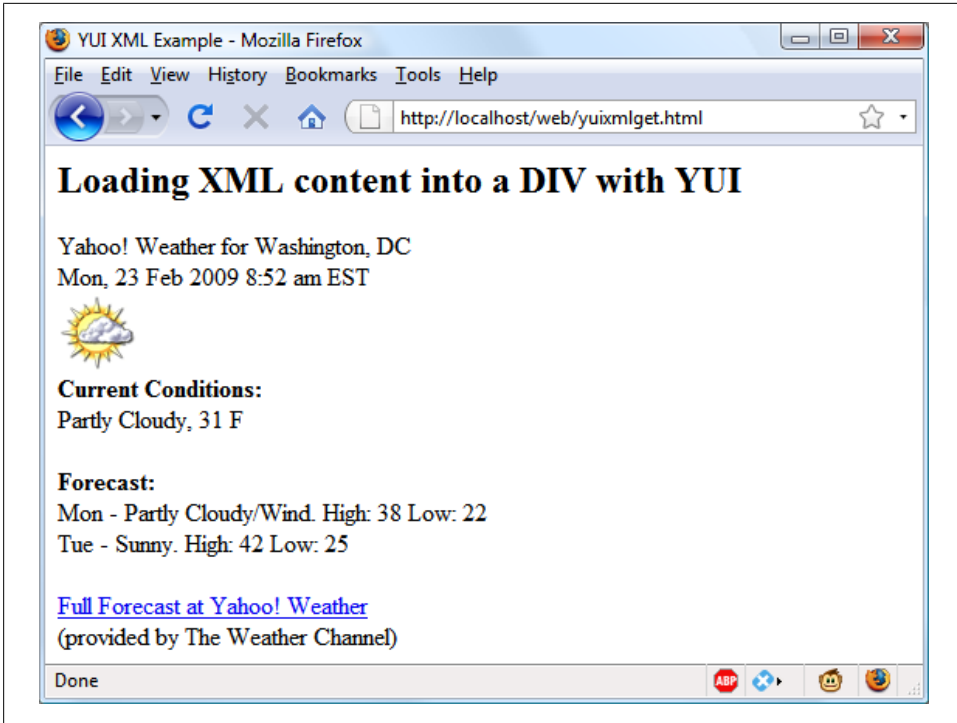 YUI XML Example - Mozilla Firefox
File Edit View History Bookmarks Tools Help
http://localhost/web/yuixmlget.html
Loading XML content into a DIV with YUI
Yahoo! Weather for Washington, DC
Mon, 23 Feb 2009 8:52 am EST
Current Conditions:
Partly Cloudy, 31 F
Forecast:
Mon - Partly Cloudy/Wind. High: 38 Low: 22
Tue - Sunny. High: 42 Low: 25
Full Forecast at Yahoo! Weather
(provided by The Weather Channel)
Done
ABP